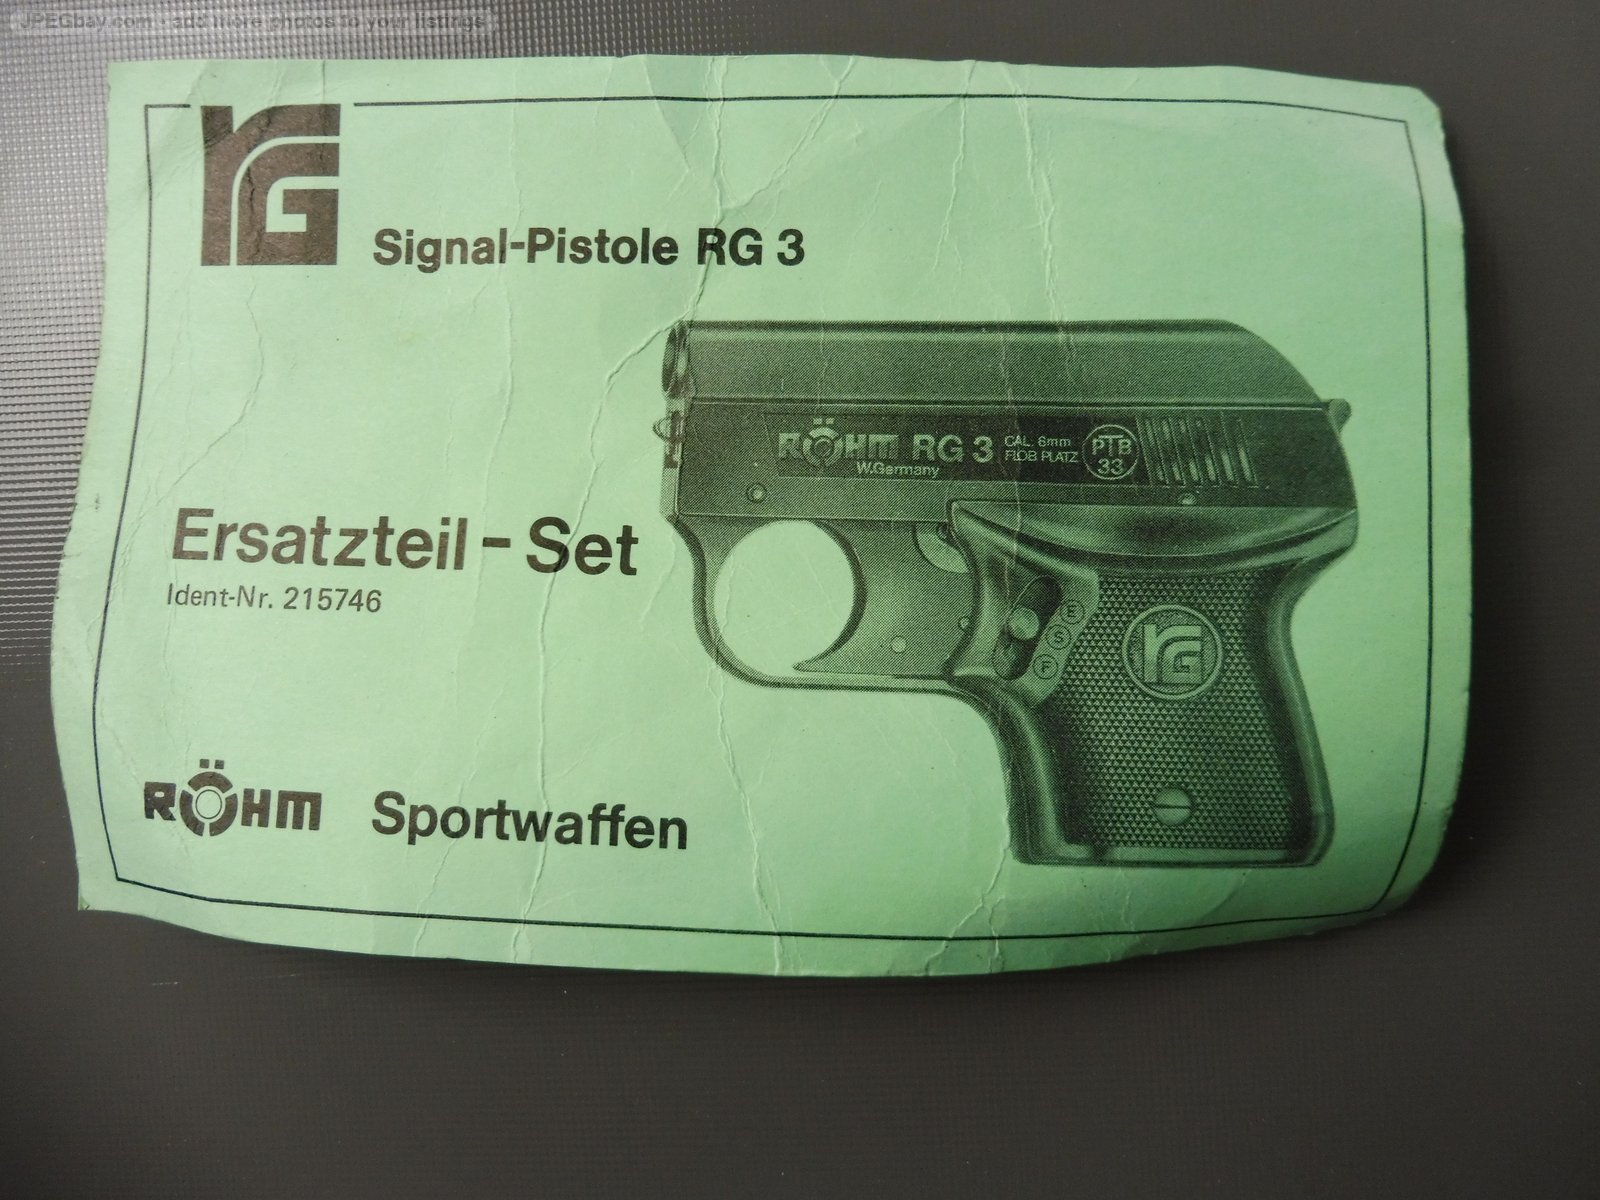 JPEGbay.com - add more photos to your listings
rG
Signal-Pistole RG 3
RÖHM RG 3 CAL. 6mm
FLOB PLATZ
W.Germany
PTB
33
Ersatzteil - Set
Ident-Nr. 215746
E
S
F
rG
RÖHM Sportwaffen